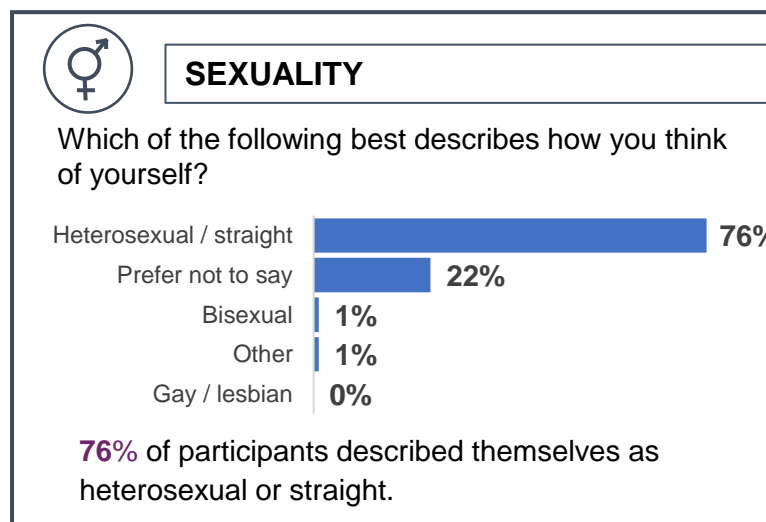 SEXUALITY
Which of the following best describes how you think
of yourself?
Heterosexual / straight 76%
Prefer not to say 22%
Bisexual 1%
Other 1%
Gay / lesbian 0%
76% of participants described themselves as
heterosexual or straight.